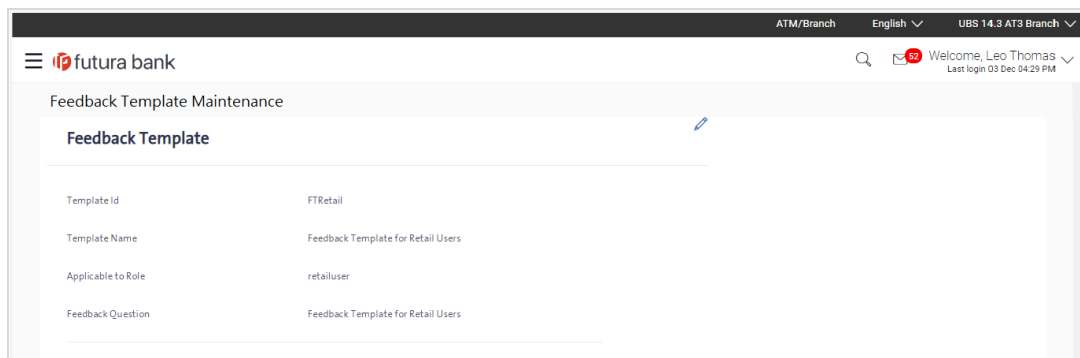 ATM/Branch English UBS 14.3 AT3 Branch
futura bank 52 Welcome, Leo Thomas
Last login 03 Dec 04:29 PM
Feedback Template Maintenance
Feedback Template
Template Id FTRetail
Template Name Feedback Template for Retail Users
Applicable to Role retailuser
Feedback Question Feedback Template for Retail Users